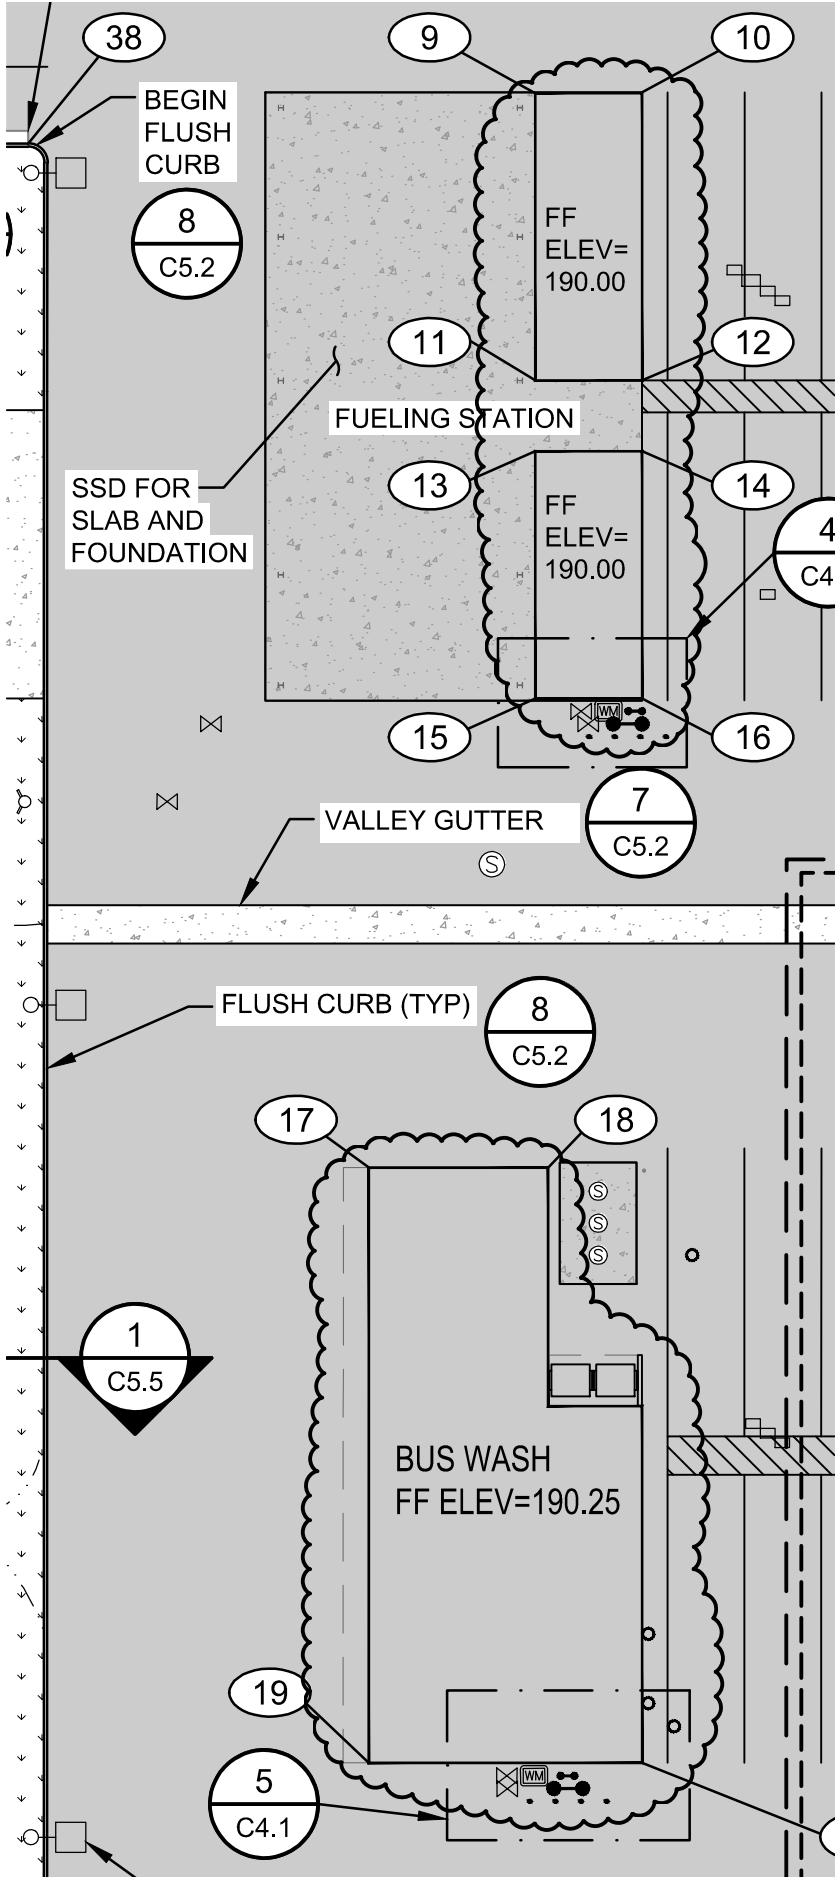 38
9
10
BEGIN
FLUSH
CURB
8
C5.2
FF
ELEV=
190.00
11
12
FUELING STATION
SSD FOR
SLAB AND
FOUNDATION
13
14
FF
ELEV=
190.00
4
C4
WM
15
16
7
C5.2
VALLEY GUTTER
S
FLUSH CURB (TYP)
8
C5.2
17
18
S
S
S
1
C5.5
BUS WASH
FF ELEV=190.25
19
5
C4.1
WM